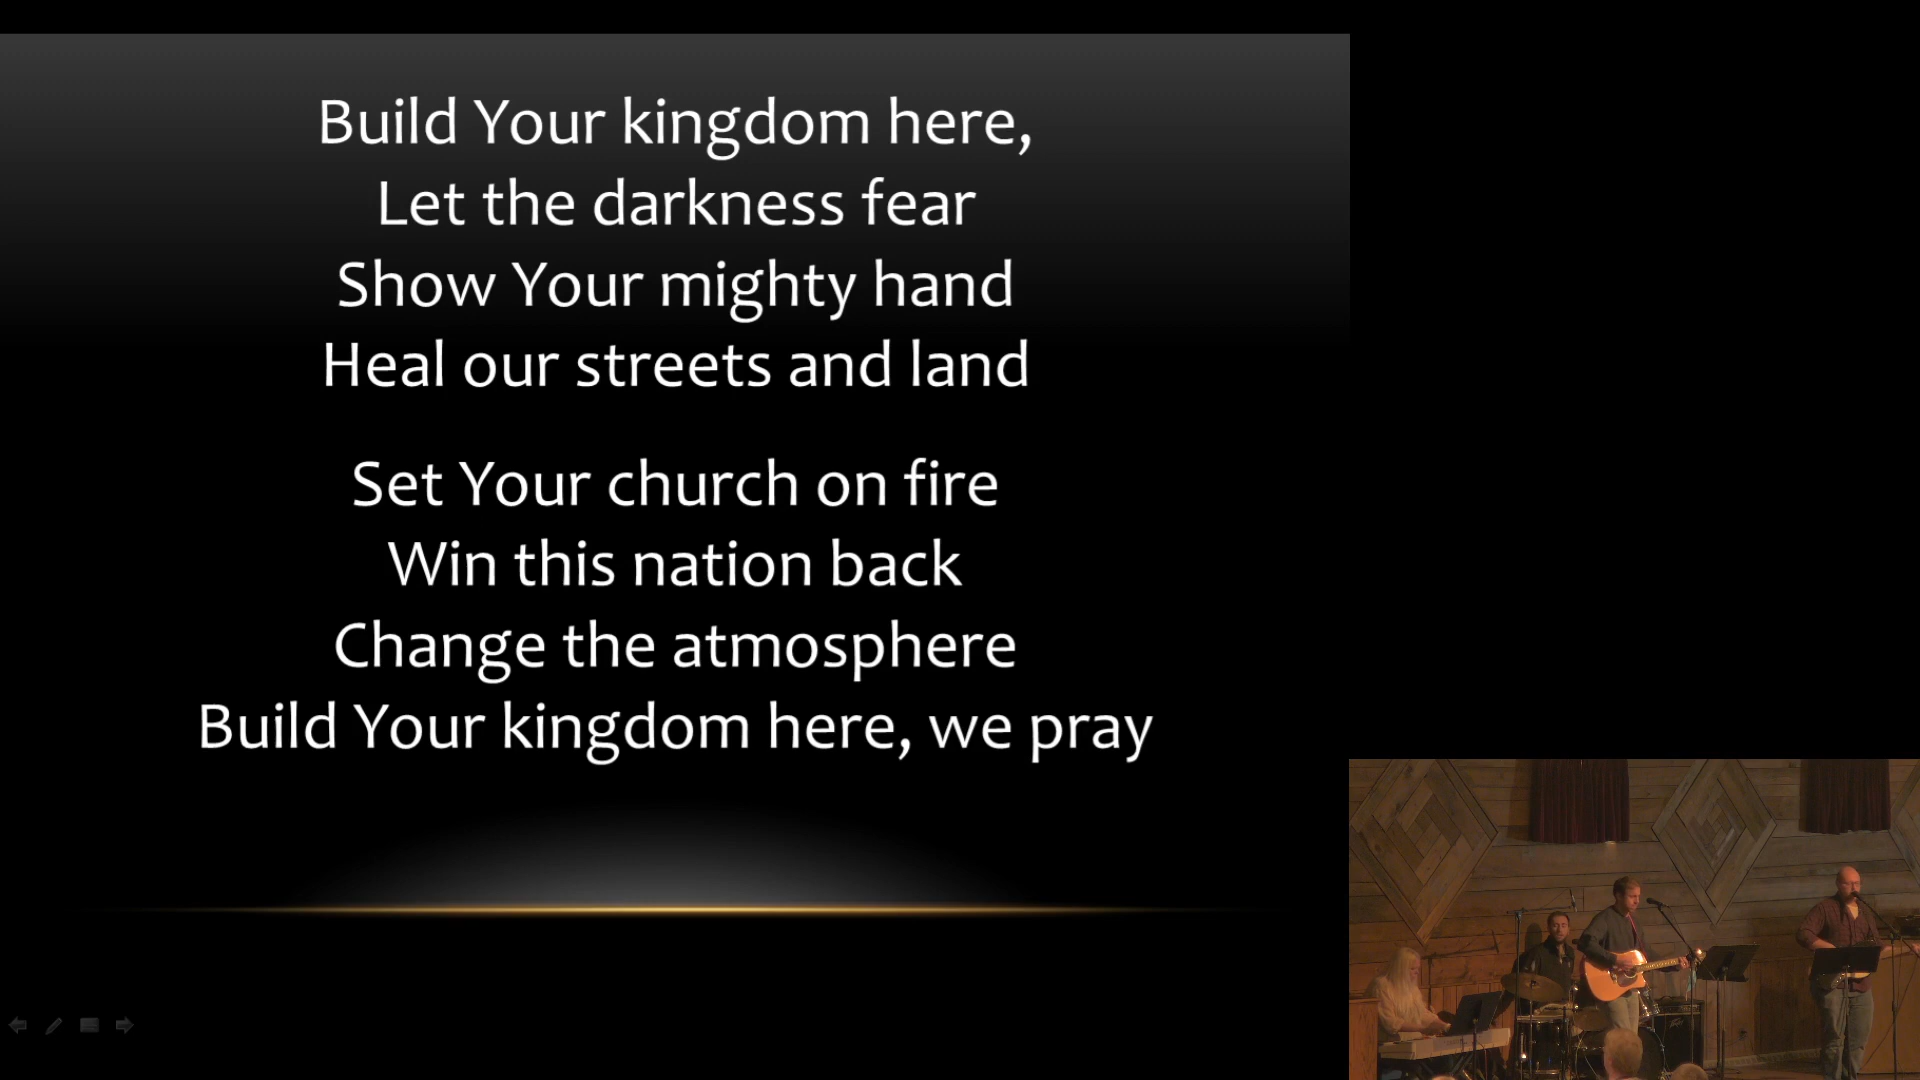 Build Your kingdom here,
Let the darkness fear
Show Your mighty hand
Heal our streets and land
Set Your church on fire
Win this nation back
Change the atmosphere
Build Your kingdom here, we pray